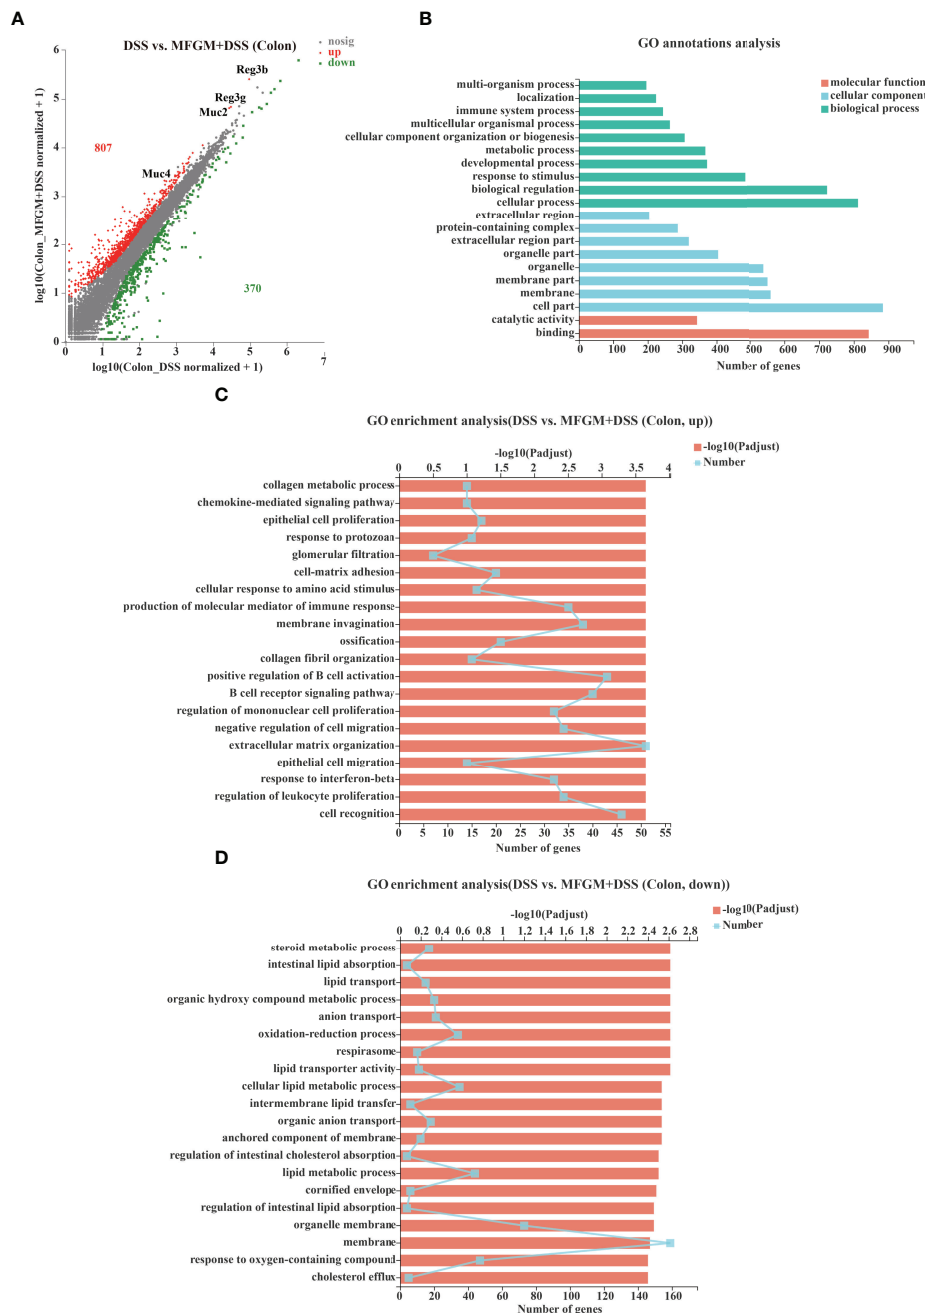 A
DSS vs. MFGM+DSS (Colon)
nosig
up
down
log10(Colon_MFGM+DSS normalized + 1)
6
5
4
3
2
1
0
Reg3b
Reg3g
Muc2
Muc4
807
370
0 1 2 3 4 5 6 7
log10(Colon_DSS normalized + 1)
B
GO annotations analysis
molecular function
cellular component
biological process
multi-organism process
localization
immune system process
multicellular organismal process
cellular component organization or biogenesis
metabolic process
developmental process
response to stimulus
biological regulation
cellular process
extracellular region
protein-containing complex
extracellular region part
organelle part
organelle
membrane part
membrane
cell part
catalytic activity
binding
0 100 200 300 400 500 600 700 800 900
Number of genes
C
GO enrichment analysis(DSS vs. MFGM+DSS (Colon, up))
-log10(Padjust)
Number
-log10(Padjust)
0 0.5 1 1.5 2 2.5 3 3.5 4
collagen metabolic process
chemokine-mediated signaling pathway
epithelial cell proliferation
response to protozoan
glomerular filtration
cell-matrix adhesion
cellular response to amino acid stimulus
production of molecular mediator of immune response
membrane invagination
ossification
collagen fibril organization
positive regulation of B cell activation
B cell receptor signaling pathway
regulation of mononuclear cell proliferation
negative regulation of cell migration
extracellular matrix organization
epithelial cell migration
response to interferon-beta
regulation of leukocyte proliferation
cell recognition
0 5 10 15 20 25 30 35 40 45 50 55
Number of genes
D
GO enrichment analysis(DSS vs. MFGM+DSS (Colon, down))
-log10(Padjust)
Number
-log10(Padjust)
0 0.2 0.4 0.6 0.8 1 1.2 1.4 1.6 1.8 2 2.2 2.4 2.6 2.8
steroid metabolic process
intestinal lipid absorption
lipid transport
organic hydroxy compound metabolic process
anion transport
oxidation-reduction process
respirasome
lipid transporter activity
cellular lipid metabolic process
intermembrane lipid transfer
organic anion transport
anchored component of membrane
regulation of intestinal cholesterol absorption
lipid metabolic process
cornified envelope
regulation of intestinal lipid absorption
organelle membrane
membrane
response to oxygen-containing compound
cholesterol efflux
0 20 40 60 80 100 120 140 160
Number of genes